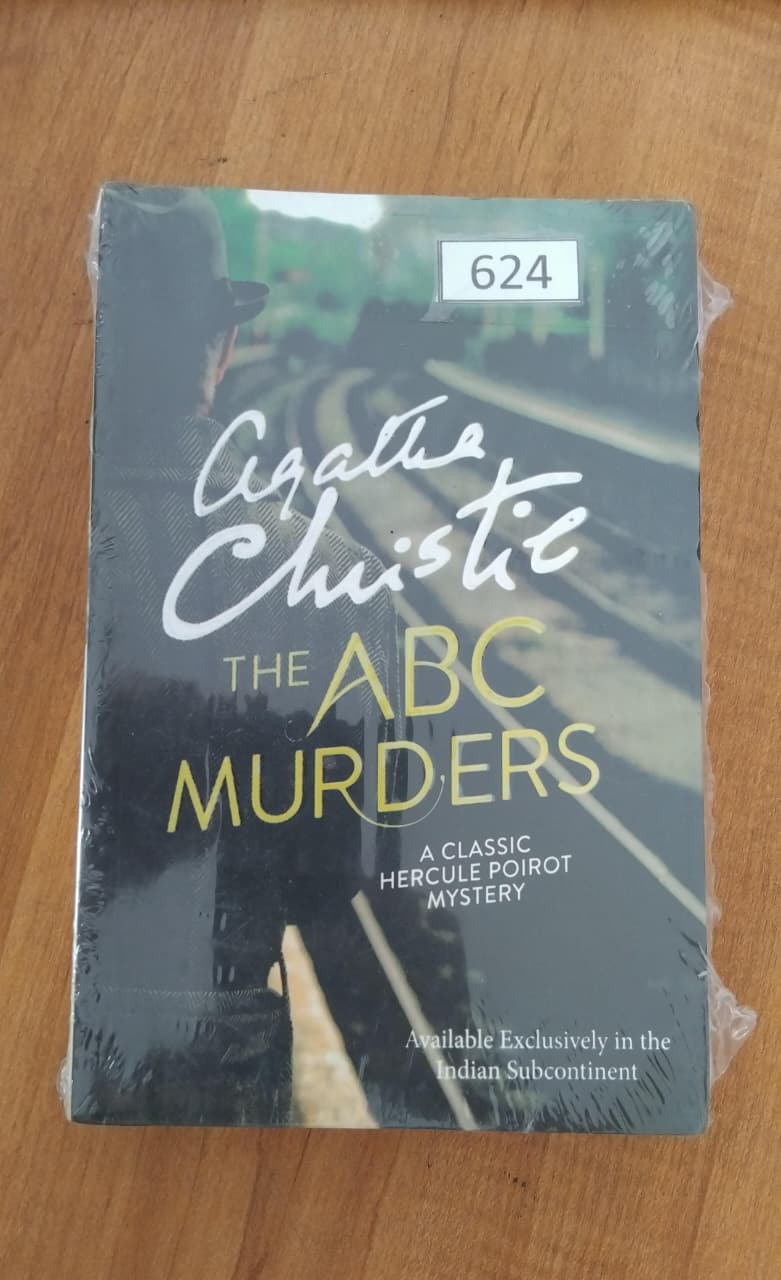 624
Agatha
Christie
THE ABC
MURDERS
A CLASSIC
HERCULE POIROT
MYSTERY
Available Exclusively in the
Indian Subcontinent